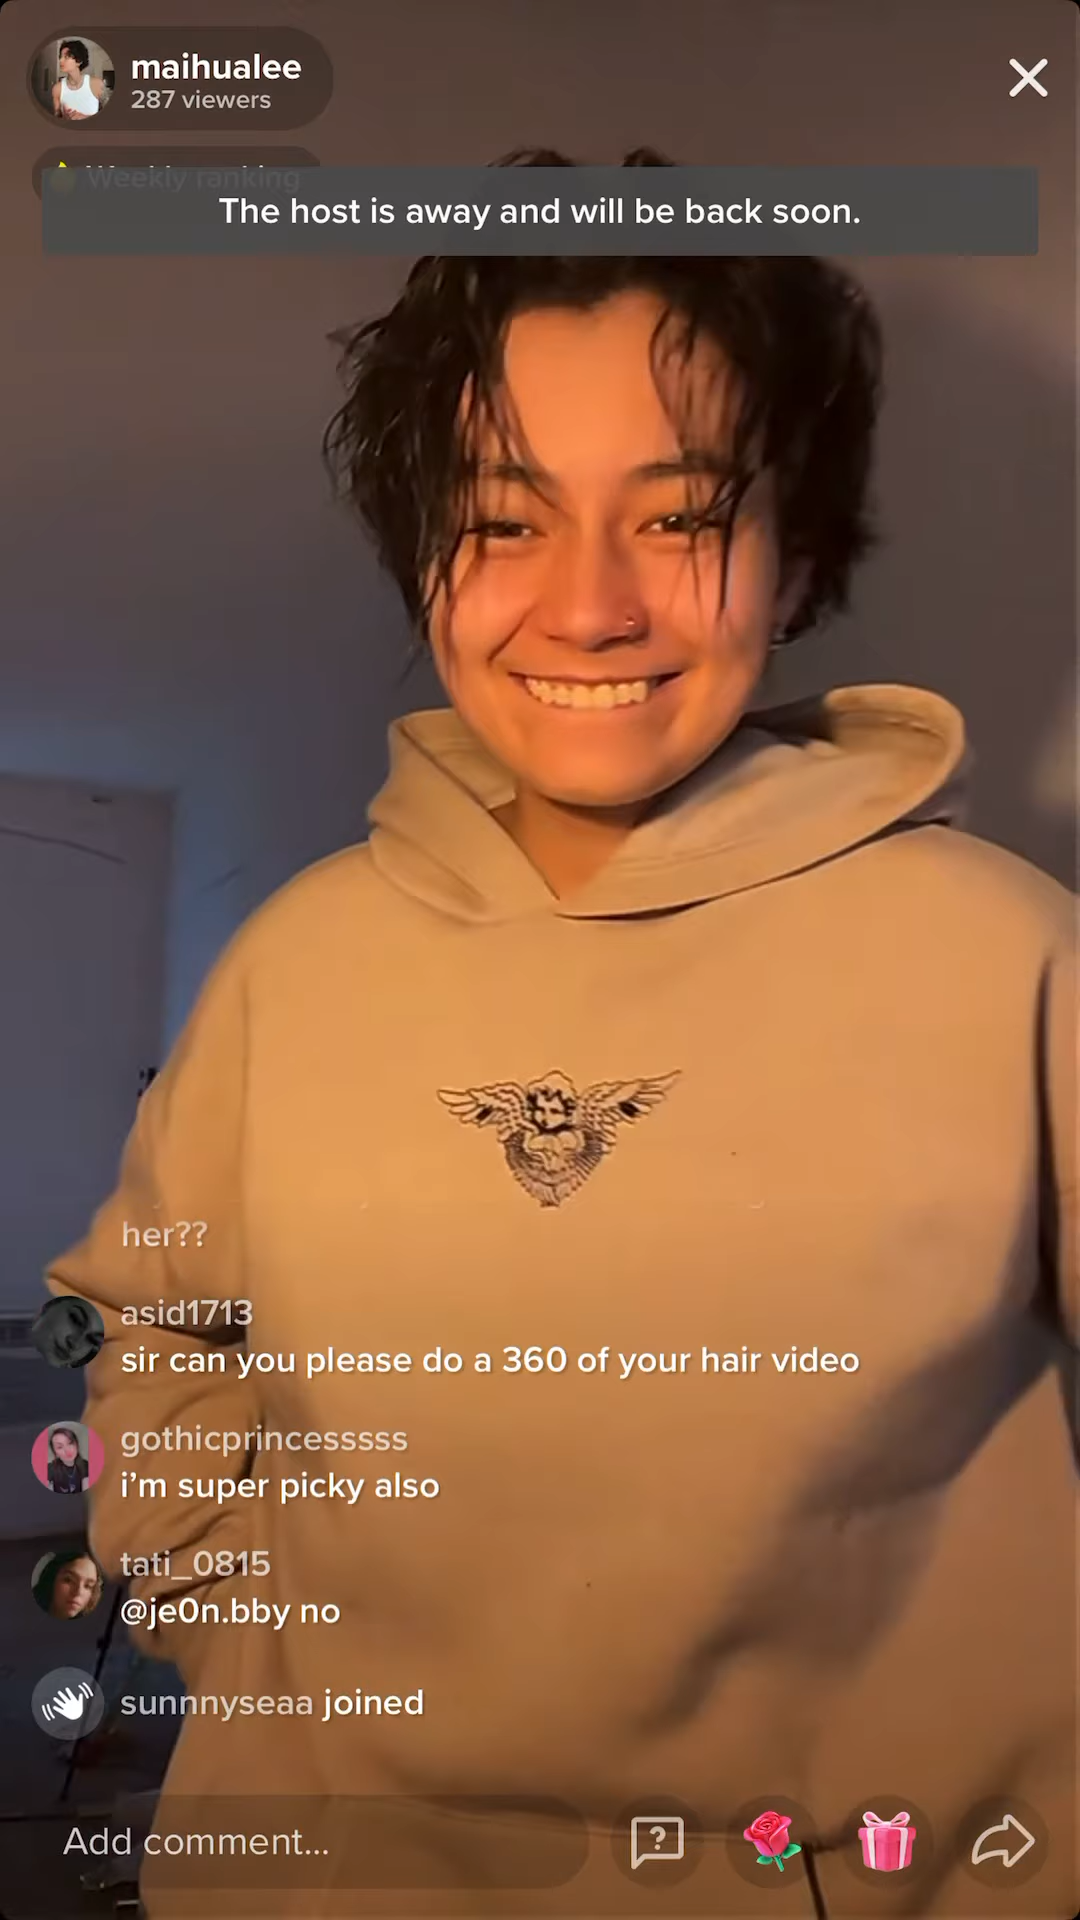 maihualee
287 viewers
Weekly ranking
The host is away and will be back soon.
her??
asid1713
sir can you please do a 360 of your hair video
gothicprincesssss
i’m super picky also
tati_0815
@je0n.bby no
sunnnyseaa joined
Add comment...
?